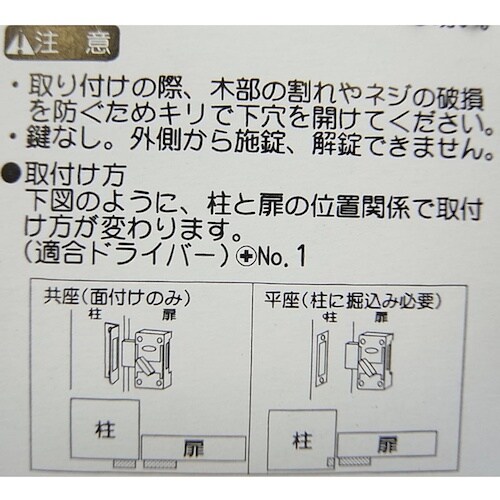 注 意
・取り付けの際、木部の割れやネジの破損
を防ぐためキリで下穴を開けてください。
・鍵なし。外側から施錠、解錠できません。
●取付け方
下図のように、柱と扉の位置関係で取付
け方が変わります。
(適合ドライバー)⊕No.1
共座(面付けのみ)
柱 扉
柱
扉
平座(柱に掘込み必要)
柱 扉
柱
扉